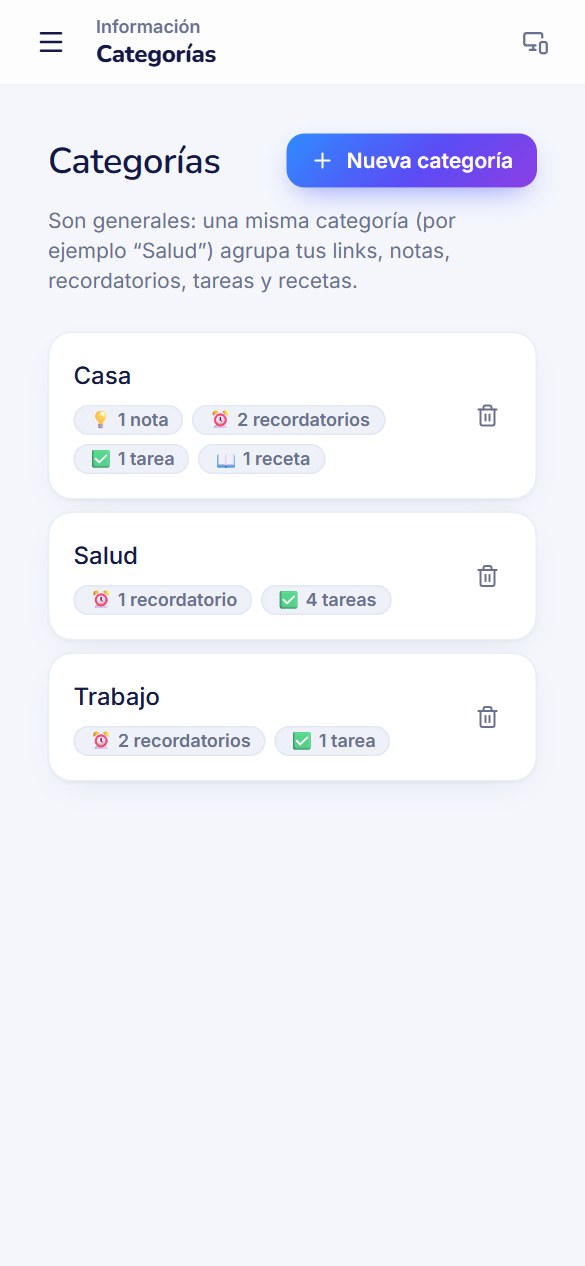 Información
Categorías
Categorías
Nueva categoría
Son generales: una misma categoría (por
ejemplo “Salud”) agrupa tus links, notas,
recordatorios, tareas y recetas.
Casa
1 nota
2 recordatorios
1 tarea
1 receta
Salud
1 recordatorio
4 tareas
Trabajo
2 recordatorios
1 tarea